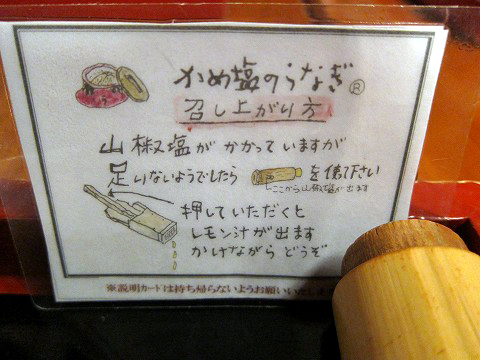 かめ塩のうなぎ®
召し上がり方
山椒塩がかかっていますが
足りないようでしたら を使て下さい
ここから山椒塩が出ます
押していただくと
レモン汁が出ます
かけながらどうぞ
※説明カードは持ち帰らないようお願いいたしま